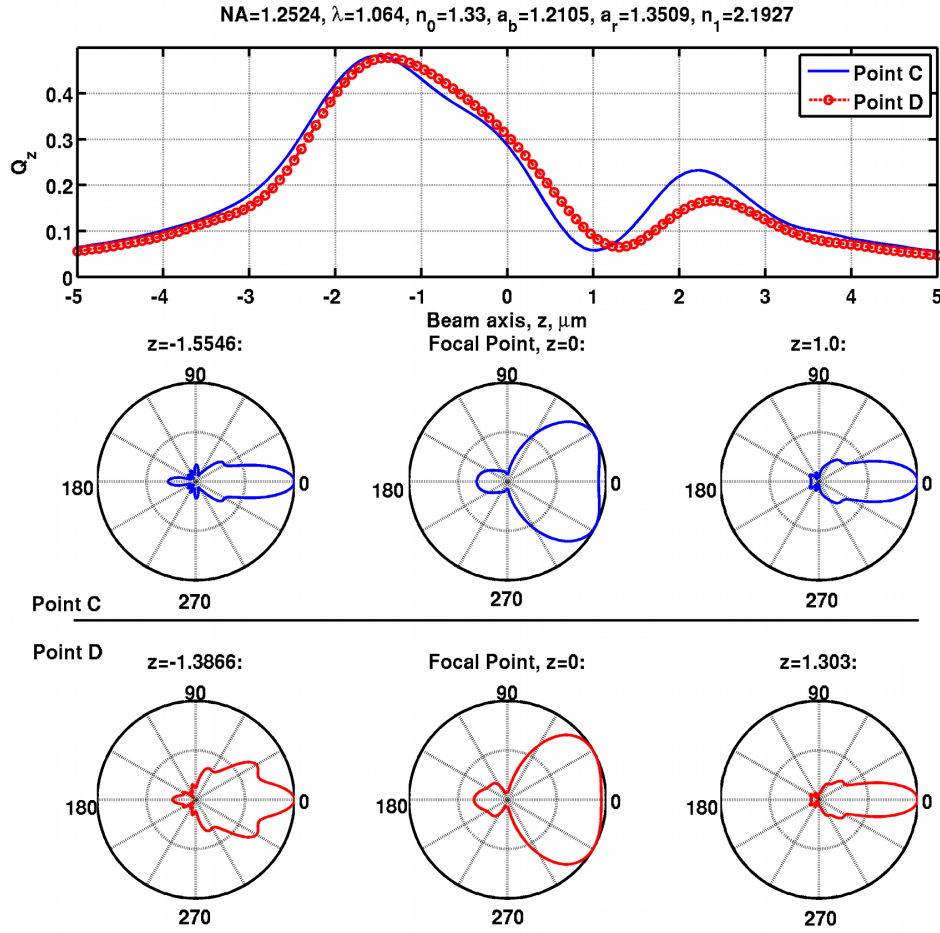 NA=1.2524, λ=1.064, n0=1.33, ab=1.2105, ar=1.3509, n1=2.1927
Point C
Point D
Qz
0.4
0.3
0.2
0.1
0
-5 -4 -3 -2 -1 0 1 2 3 4 5
Beam axis, z, μm
z=-1.5546: Focal Point, z=0: z=1.0:
90 90 90
180 0 180 0 180 0
270 270 270
Point C
Point D
z=-1.3866: Focal Point, z=0: z=1.303:
90 90 90
180 0 180 0 180 0
270 270 270